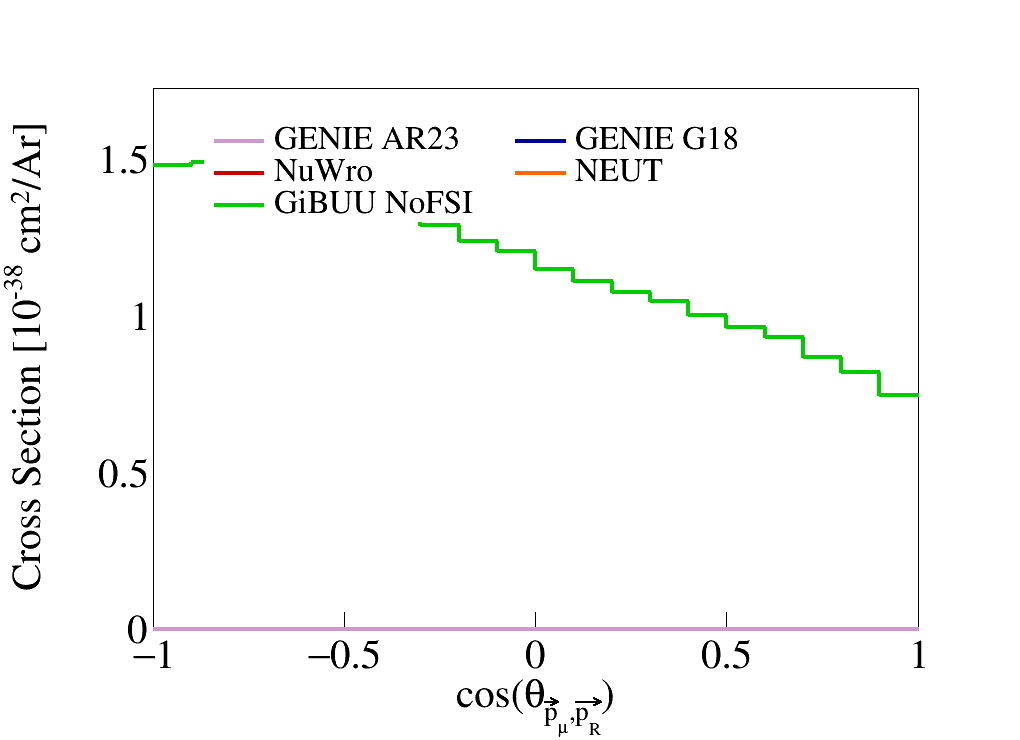 GENIE AR23
GENIE G18
NuWro
NEUT
GiBUU NoFSI
Cross Section [10⁻³⁸ cm²/Ar]
1.5
1
0.5
0
−1
−0.5
0
0.5
1
cos(θ p⃗μ,p⃗R)